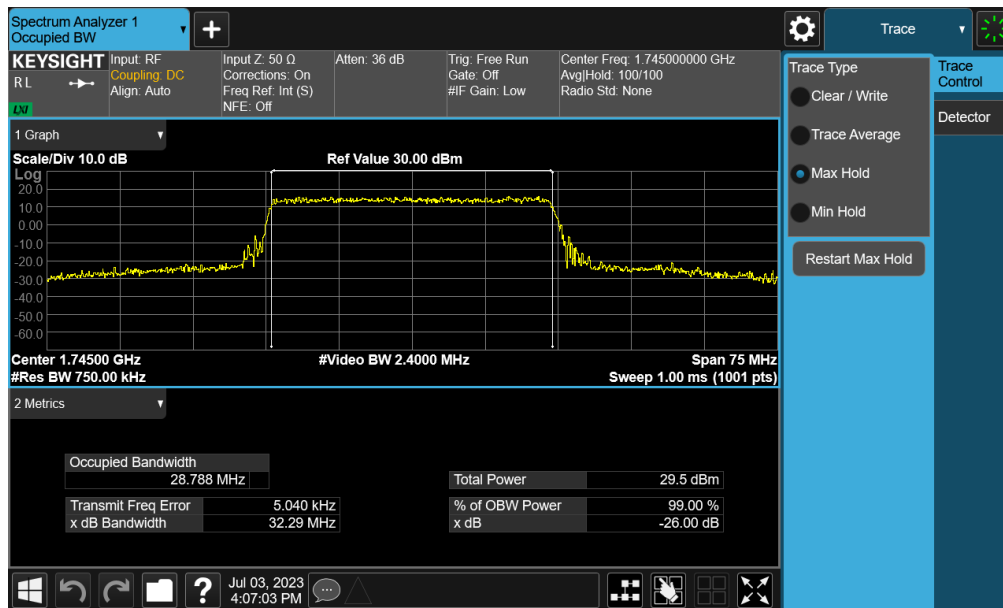 Spectrum Analyzer 1
Occupied BW
+
Trace
KEYSIGHT
R L
LXI
Input: RF
Coupling: DC
Align: Auto
Input Z: 50 Ω
Corrections: On
Freq Ref: Int (S)
NFE: Off
Atten: 36 dB
Trig: Free Run
Gate: Off
#IF Gain: Low
Center Freq: 1.745000000 GHz
Avg|Hold: 100/100
Radio Std: None
Trace Type
Clear / Write
Trace Average
Max Hold
Min Hold
Restart Max Hold
Trace
Control
Detector
1 Graph
Scale/Div 10.0 dB
Ref Value 30.00 dBm
Log
20.0
10.0
0.00
-10.0
-20.0
-30.0
-40.0
-50.0
-60.0
Center 1.74500 GHz
#Video BW 2.4000 MHz
Span 75 MHz
#Res BW 750.00 kHz
Sweep 1.00 ms (1001 pts)
2 Metrics
Occupied Bandwidth
28.788 MHz
Total Power 29.5 dBm
Transmit Freq Error 5.040 kHz
% of OBW Power 99.00 %
x dB Bandwidth 32.29 MHz
x dB -26.00 dB
?
Jul 03, 2023
4:07:03 PM